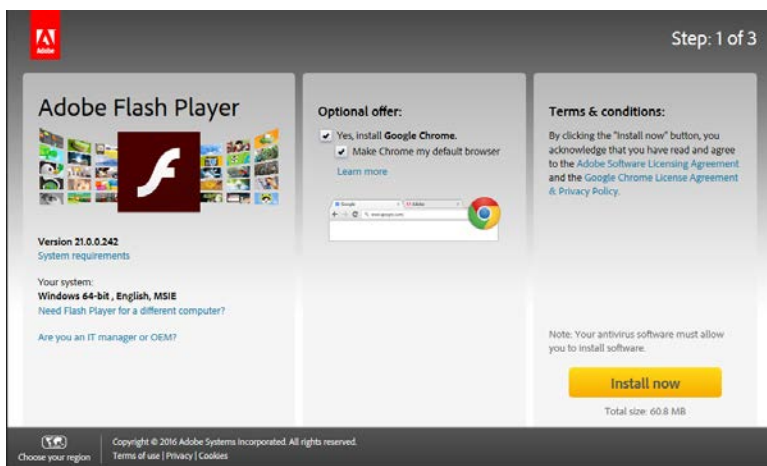 Adobe
Step: 1 of 3
Adobe Flash Player
Version 21.0.0.242
System requirements
Your system:
Windows 64-bit , English, MSIE
Need Flash Player for a different computer?
Are you an IT manager or OEM?
Optional offer:
Yes, install Google Chrome.
Make Chrome my default browser
Learn more
Google
Adobe
Terms & conditions:
By clicking the "Install now" button, you
acknowledge that you have read and agree
to the Adobe Software Licensing Agreement
and the Google Chrome License Agreement
& Privacy Policy.
Note: Your antivirus software must allow
you to install software.
Install now
Total size: 60.8 MB
Choose your region
Copyright © 2016 Adobe Systems Incorporated. All rights reserved.
Terms of use | Privacy | Cookies